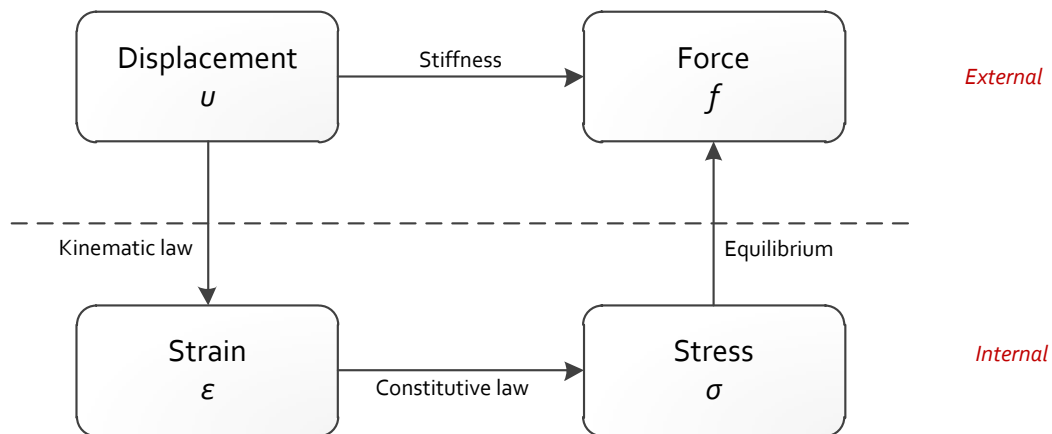 Displacement
u
Stiffness
Force
f
External
Kinematic law
Equilibrium
Strain
ε
Constitutive law
Stress
σ
Internal